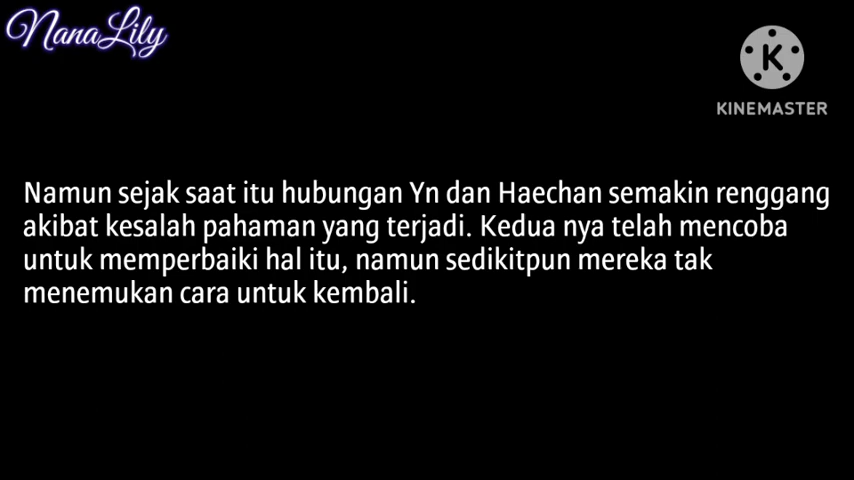 NanaLily
K
KINEMASTER
Namun sejak saat itu hubungan Yn dan Haechan semakin renggang
akibat kesalah pahaman yang terjadi. Kedua nya telah mencoba
untuk memperbaiki hal itu, namun sedikitpun mereka tak
menemukan cara untuk kembali.